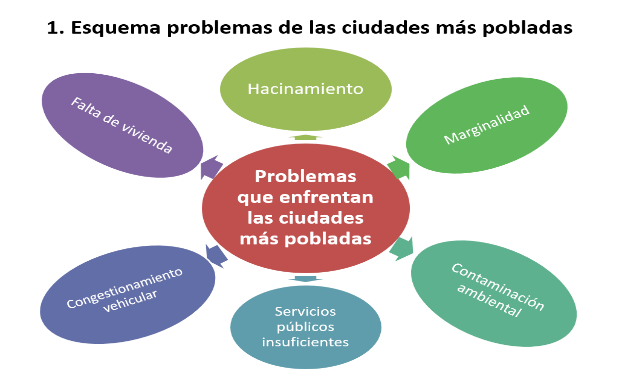 1. Esquema problemas de las ciudades más pobladas
Hacinamiento
Falta de vivienda
Marginalidad
Problemas
que enfrentan
las ciudades
más pobladas
Congestionamiento
vehicular
Contaminación
ambiental
Servicios
públicos
insuficientes